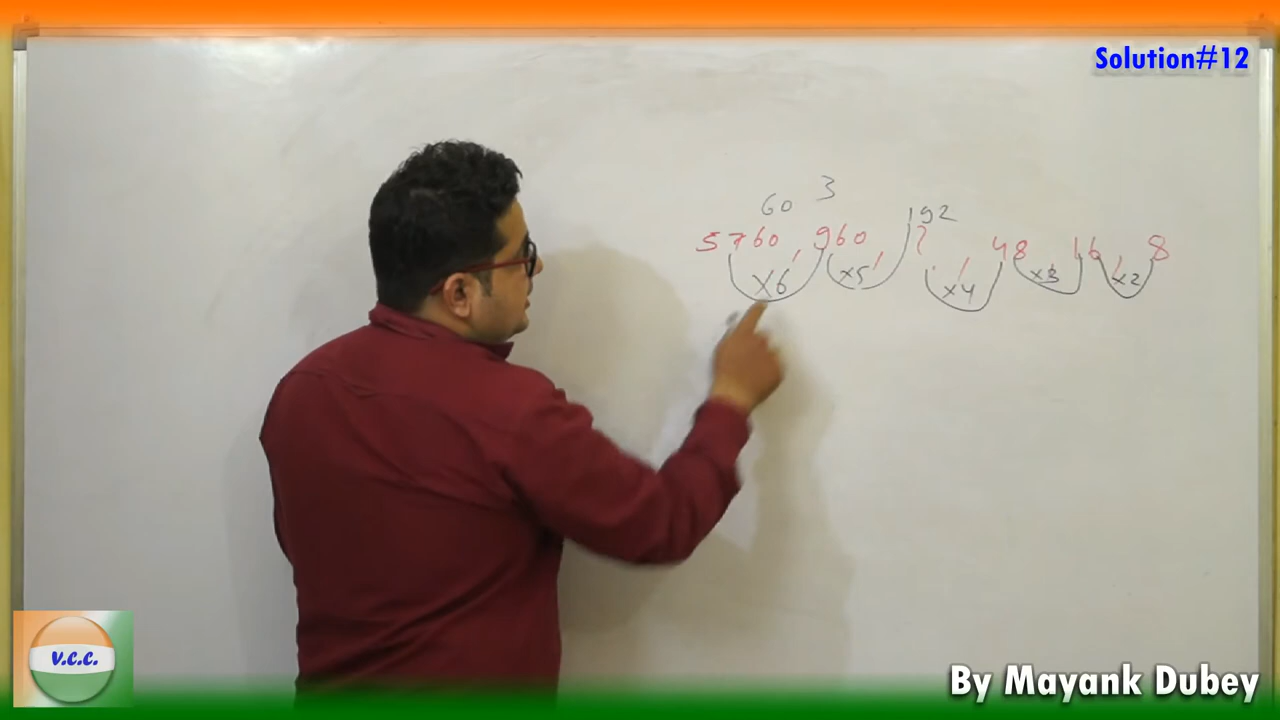 Solution#12
60 3
192
5760, 960, ?, 48, 16, 8
x6 x5 x4 x3 x2
V.C.C.
By Mayank Dubey